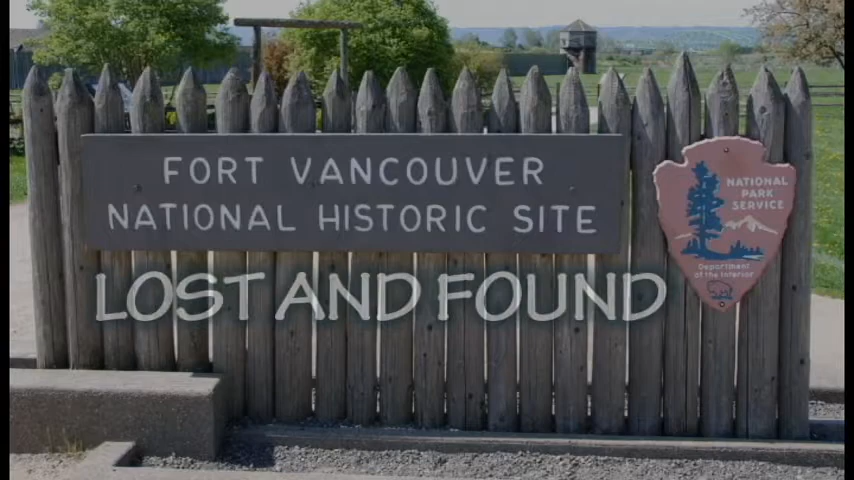 FORT VANCOUVER
NATIONAL HISTORIC SITE
NATIONAL
PARK
SERVICE
Department
of the Interior
LOST AND FOUND